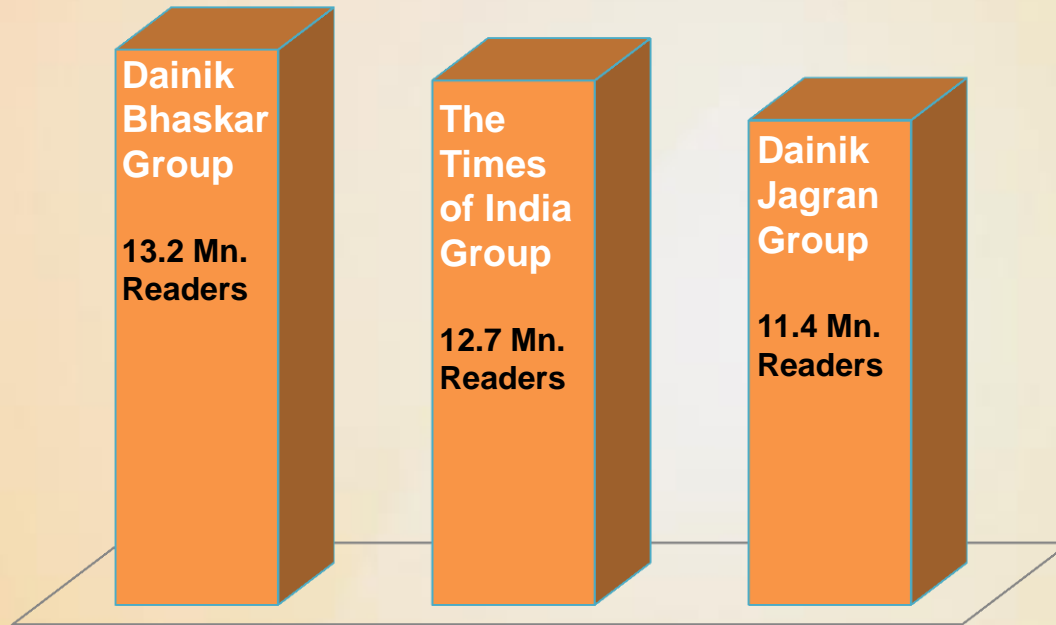 Dainik
Bhaskar
Group
13.2 Mn.
Readers
The
Times
of India
Group
12.7 Mn.
Readers
Dainik
Jagran
Group
11.4 Mn.
Readers